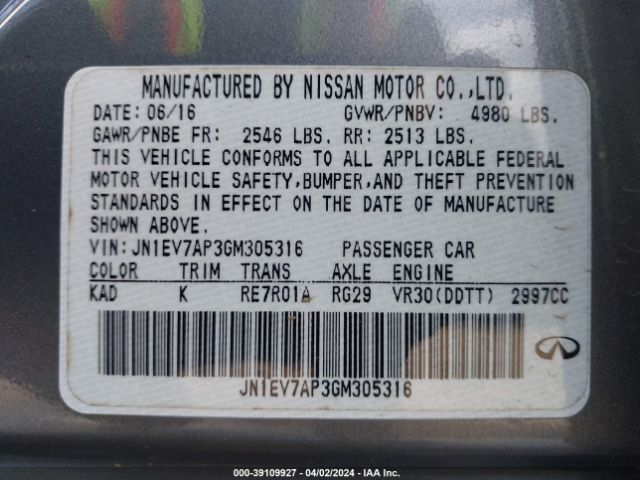 MANUFACTURED BY NISSAN MOTOR CO.,LTD.
DATE: 06/16 GVWR/PNBV: 4980 LBS.
GAWR/PNBE FR: 2546 LBS. RR: 2513 LBS.
THIS VEHICLE CONFORMS TO ALL APPLICABLE FEDERAL
MOTOR VEHICLE SAFETY,BUMPER,AND THEFT PREVENTION
STANDARDS IN EFFECT ON THE DATE OF MANUFACTURE
SHOWN ABOVE.
VIN:JN1EV7AP3GM305316 PASSENGER CAR
COLOR TRIM TRANS AXLE ENGINE
KAD K RE7R01A RG29 VR30(DDTT) 2997CC
JN1EV7AP3GM305316
000-39109927 - 04/02/2024 - IAA Inc.